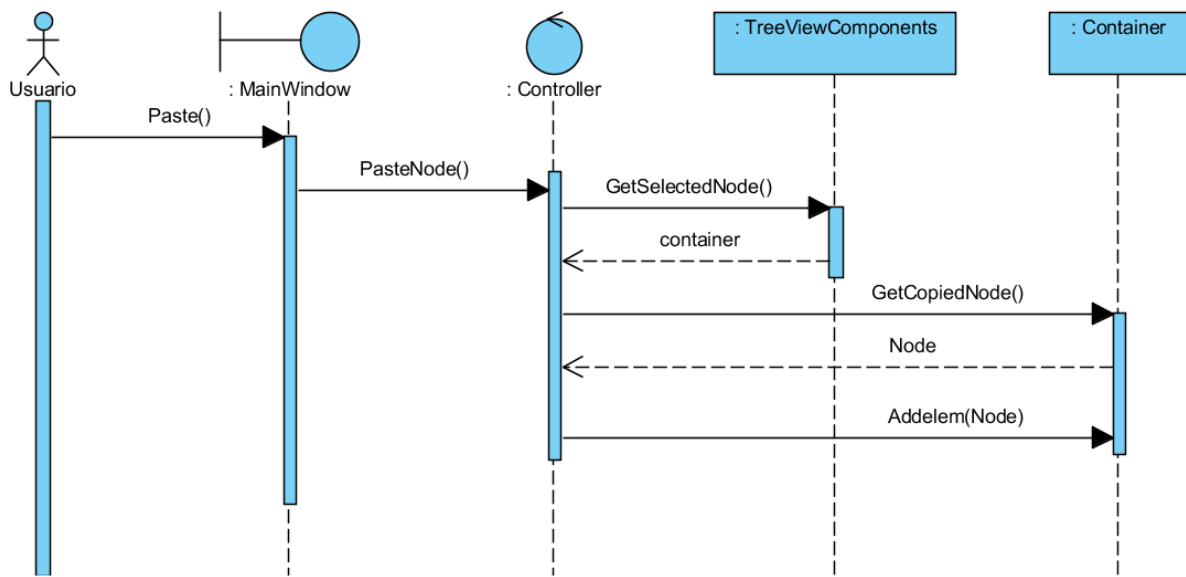 : TreeViewComponents
: Container
Usuario
: MainWindow
: Controller
Paste()
PasteNode()
GetSelectedNode()
container
GetCopiedNode()
Node
Addelem(Node)